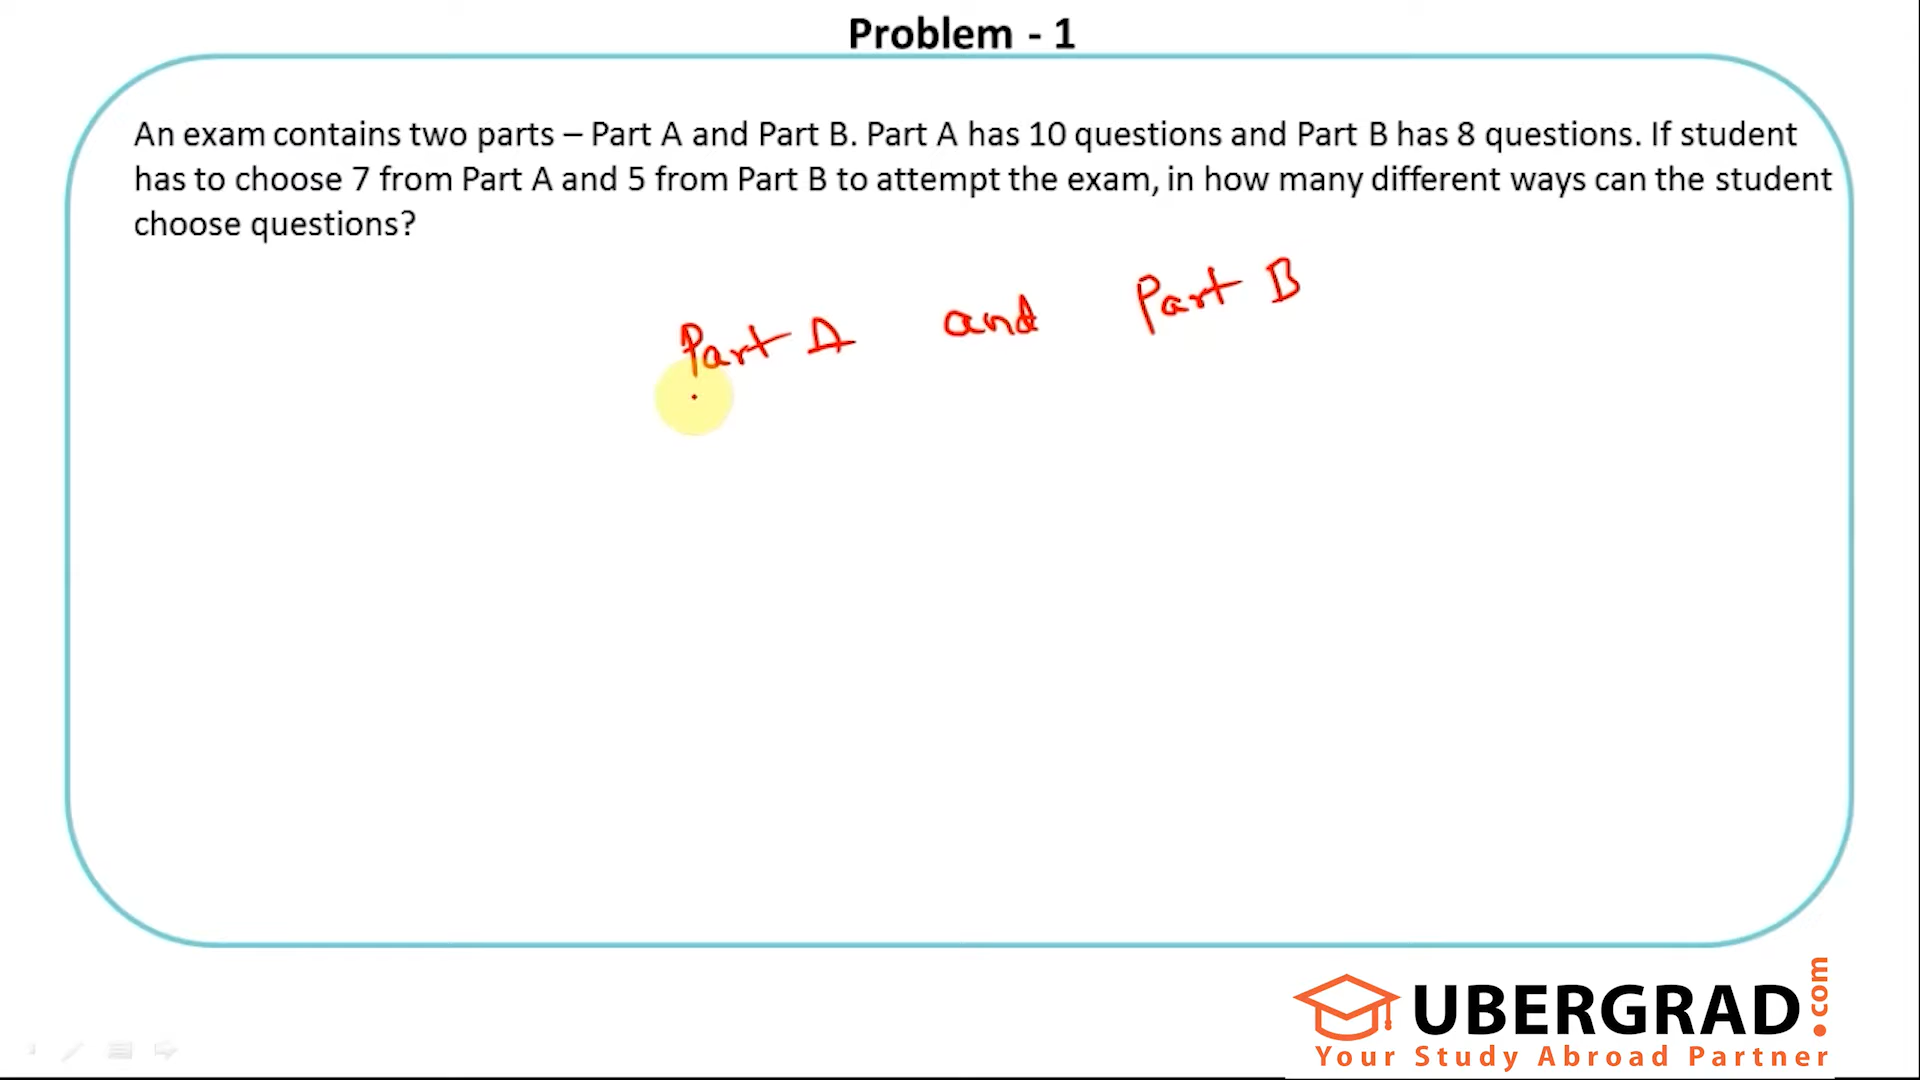 Problem - 1
An exam contains two parts – Part A and Part B. Part A has 10 questions and Part B has 8 questions. If student
has to choose 7 from Part A and 5 from Part B to attempt the exam, in how many different ways can the student
choose questions?
Part A and Part B
UBERGRAD.com
Your Study Abroad Partner